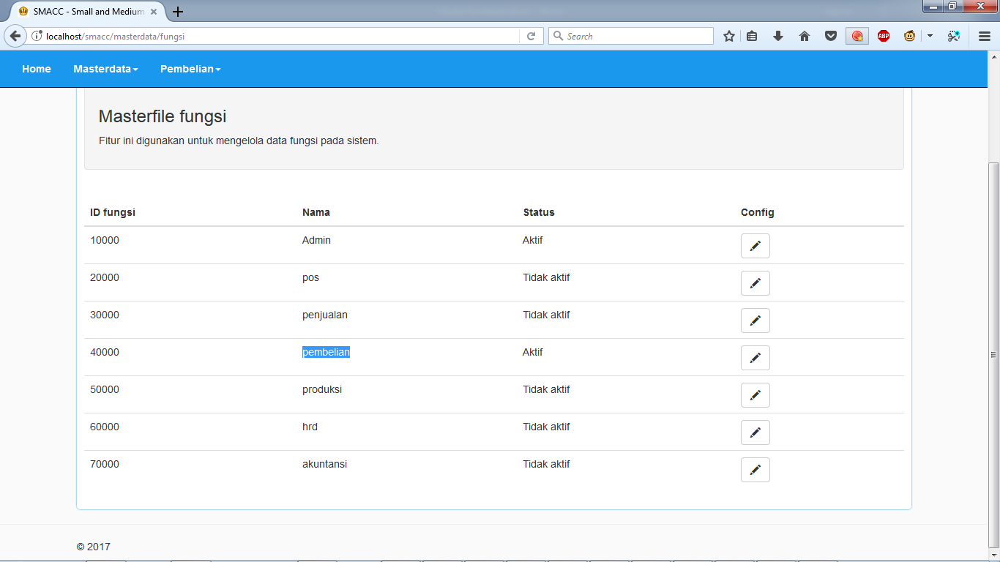 SMACC - Small and Medium
localhost/smacc/masterdata/fungsi
Search
ABP
Home Masterdata Pembelian
Masterfile fungsi
Fitur ini digunakan untuk mengelola data fungsi pada sistem.
ID fungsi Nama Status Config
10000 Admin Aktif
20000 pos Tidak aktif
30000 penjualan Tidak aktif
40000 pembelian Aktif
50000 produksi Tidak aktif
60000 hrd Tidak aktif
70000 akuntansi Tidak aktif
© 2017